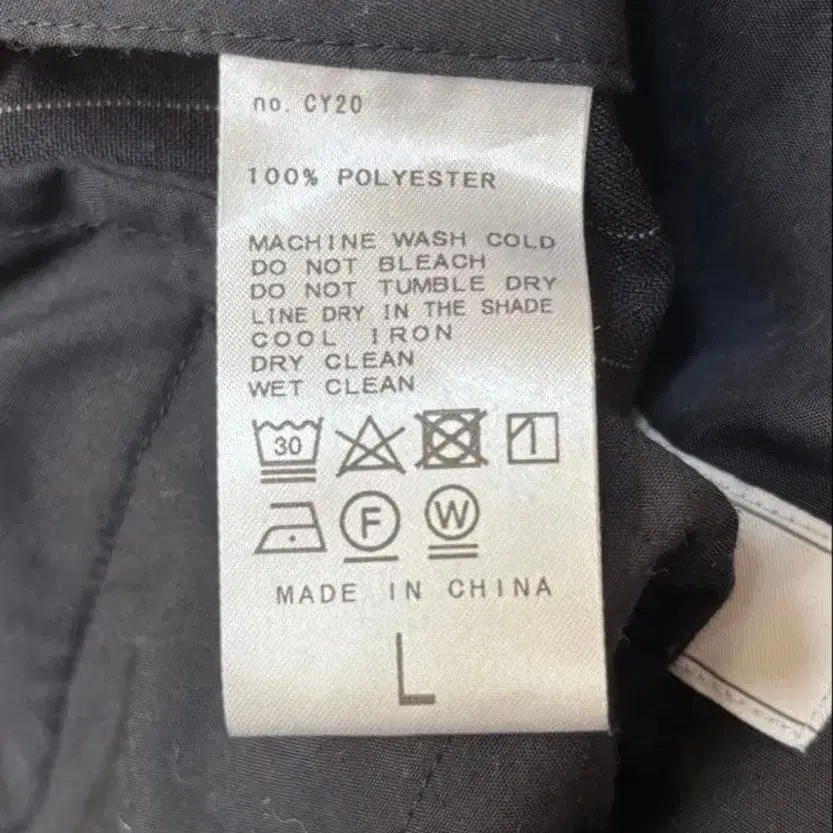 no. CY20
100% POLYESTER
MACHINE WASH COLD
DO NOT BLEACH
DO NOT TUMBLE DRY
LINE DRY IN THE SHADE
COOL IRON
DRY CLEAN
WET CLEAN
30
F W
MADE IN CHINA
L